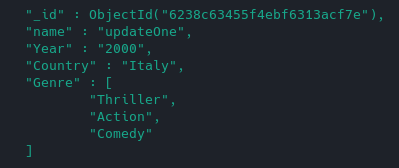 "_id" : ObjectId("6238c63455f4ebf6313acf7e"),
"name" : "updateOne",
"Year" : "2000",
"Country" : "Italy",
"Genre" : [
"Thriller",
"Action",
"Comedy"
]